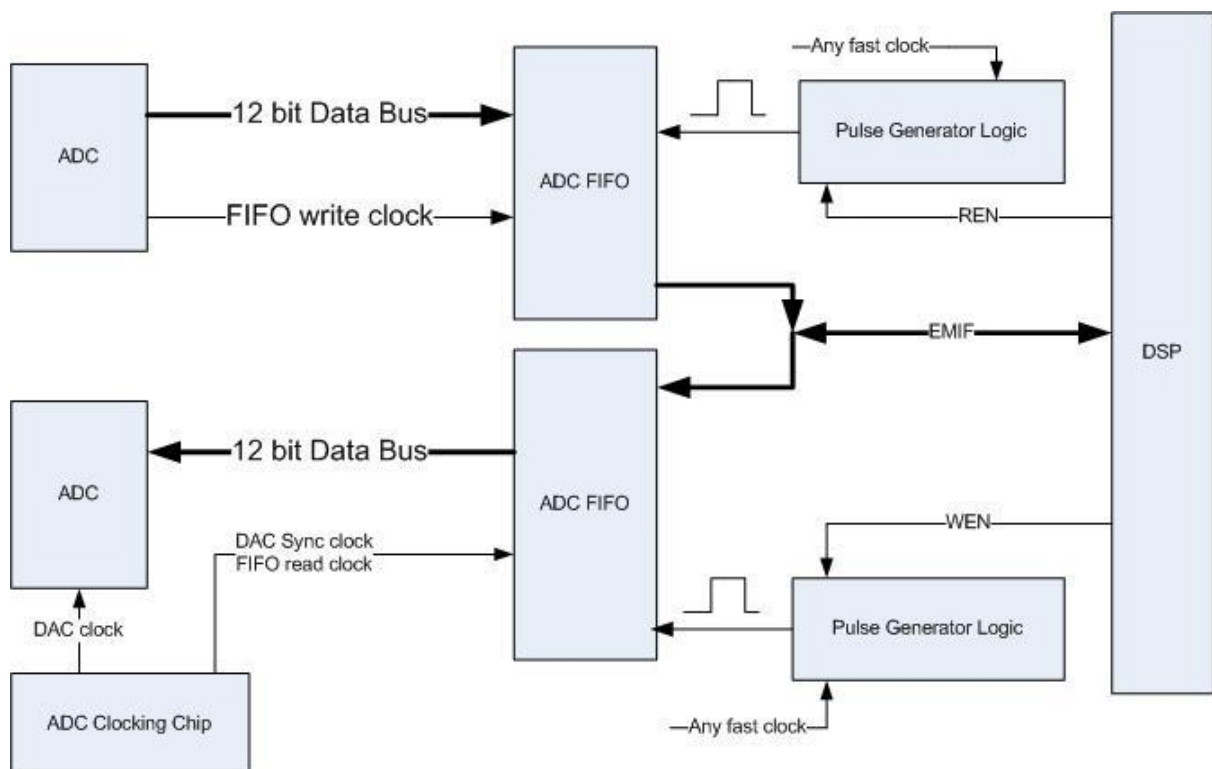 Any fast clock
12 bit Data Bus
Pulse Generator Logic
ADC
ADC FIFO
FIFO write clock
REN
EMIF
DSP
12 bit Data Bus
ADC
ADC FIFO
WEN
DAC Sync clock
FIFO read clock
DAC clock
Pulse Generator Logic
ADC Clocking Chip
Any fast clock